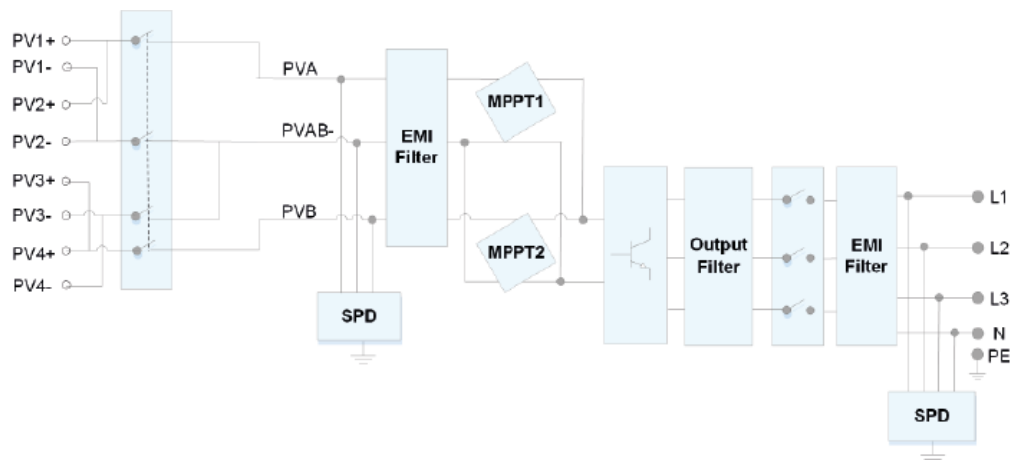 PV1+
PV1-
PV2+
PV2-
PV3+
PV3-
PV4+
PV4-
PVA
PVAB-
PVB
EMI
Filter
SPD
MPPT1
MPPT2
Output
Filter
EMI
Filter
L1
L2
L3
N
PE
SPD